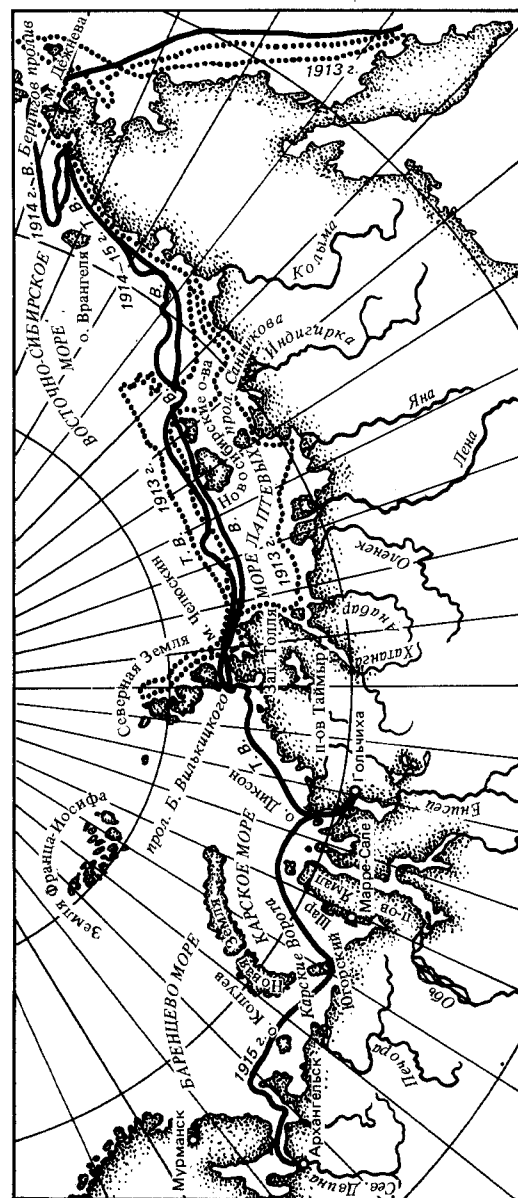 Мурманск
Сев. Двина
Архангельск
БАРЕНЦЕВО МОРЕ
1915 г.
о. Колгуев
Печора
Новая Земля
Карские Ворота
Югорский Шар
КАРСКОЕ МОРЕ
Земля Франца-Иосифа
п-ов Ямал
Марре-Сале
Обь
Енисей
Гольчиха
о. Диксон
Т. В.
прол. Б. Вилькицкого
Северная Земля
м. Челюскин
п-ов Таймыр
Зал. Толля
Хатанга
Анабар
Оленек
Лена
Яна
МОРЕ ЛАПТЕВЫХ
1913 г.
Т. В.
1913 г.
В.
Новосибирские о-ва
прол. Санникова
В.
Индигирка
Колыма
ВОСТОЧНО-СИБИРСКОЕ МОРЕ
о. Врангеля
В.
1914-15 г. Т. В.
1914 г. В.
Берингов пролив
Дежнева
1913 г.